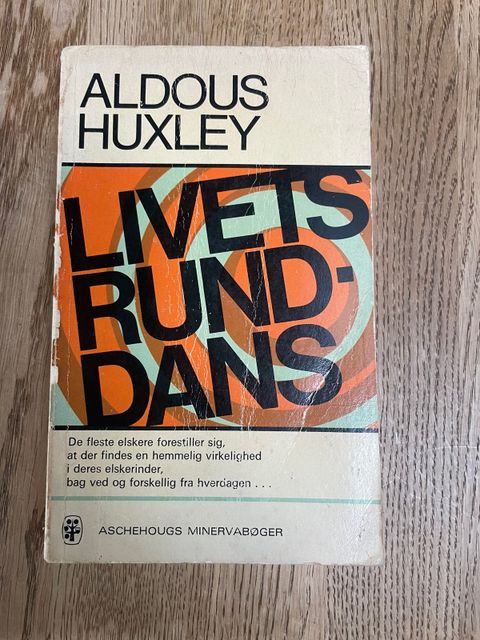 ALDOUS
HUXLEY
LIVETS
RUND-
DANS
De fleste elskere forestiller sig,
at der findes en hemmelig virkelighed
i deres elskerinder,
bag ved og forskellig fra hverdagen . . .
ASCHEHOUGS MINERVABØGER